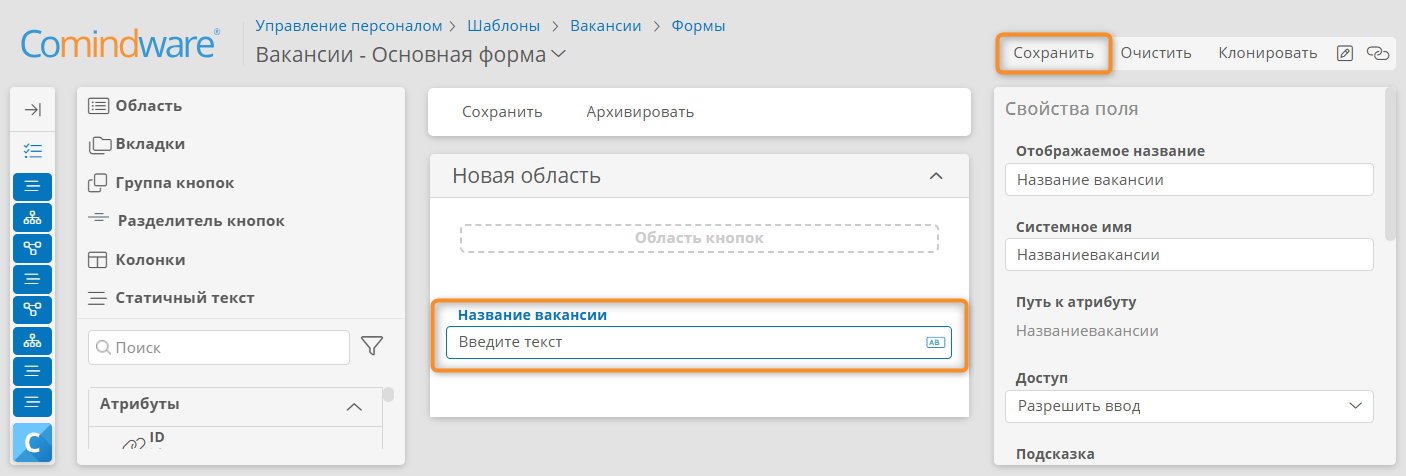 Comindware®
Управление персоналом > Шаблоны > Вакансии > Формы
Вакансии - Основная форма
Сохранить Очистить Клонировать
Область
Вкладки
Группа кнопок
Разделитель кнопок
Колонки
Статичный текст
Поиск
Атрибуты
ID
Сохранить Архивировать
Новая область
Область кнопок
Название вакансии
Введите текст
AB
Свойства поля
Отображаемое название
Название вакансии
Системное имя
Названиевакансии
Путь к атрибуту
Названиевакансии
Доступ
Разрешить ввод
Подсказка
C